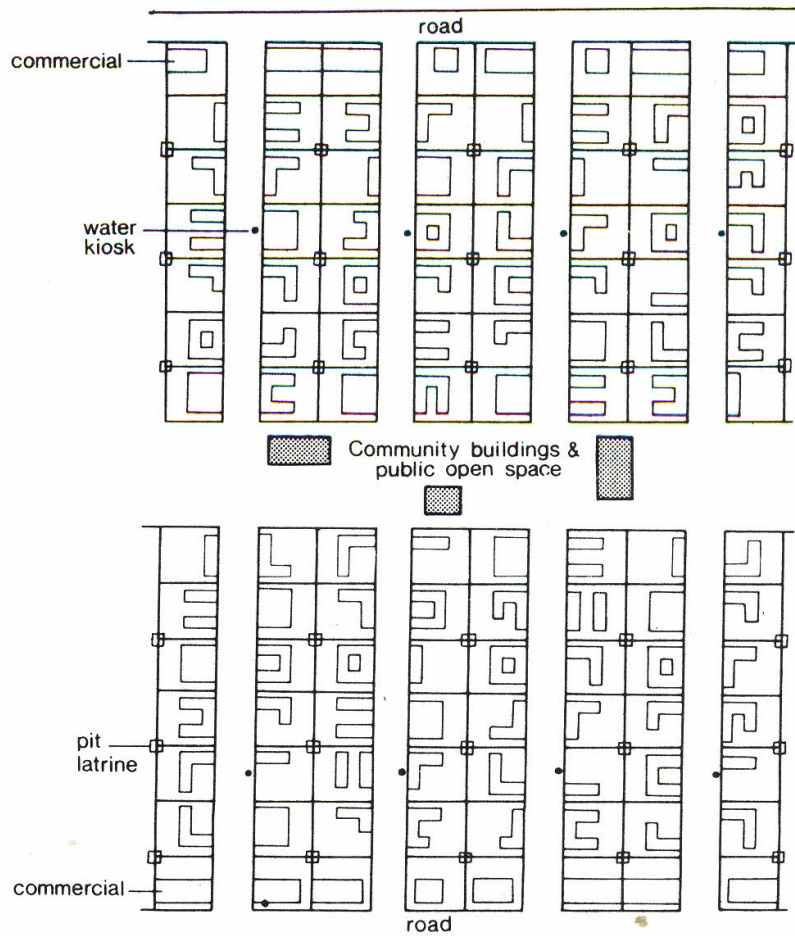 road
commercial
water
kiosk
Community buildings &
public open space
pit
latrine
commercial
road